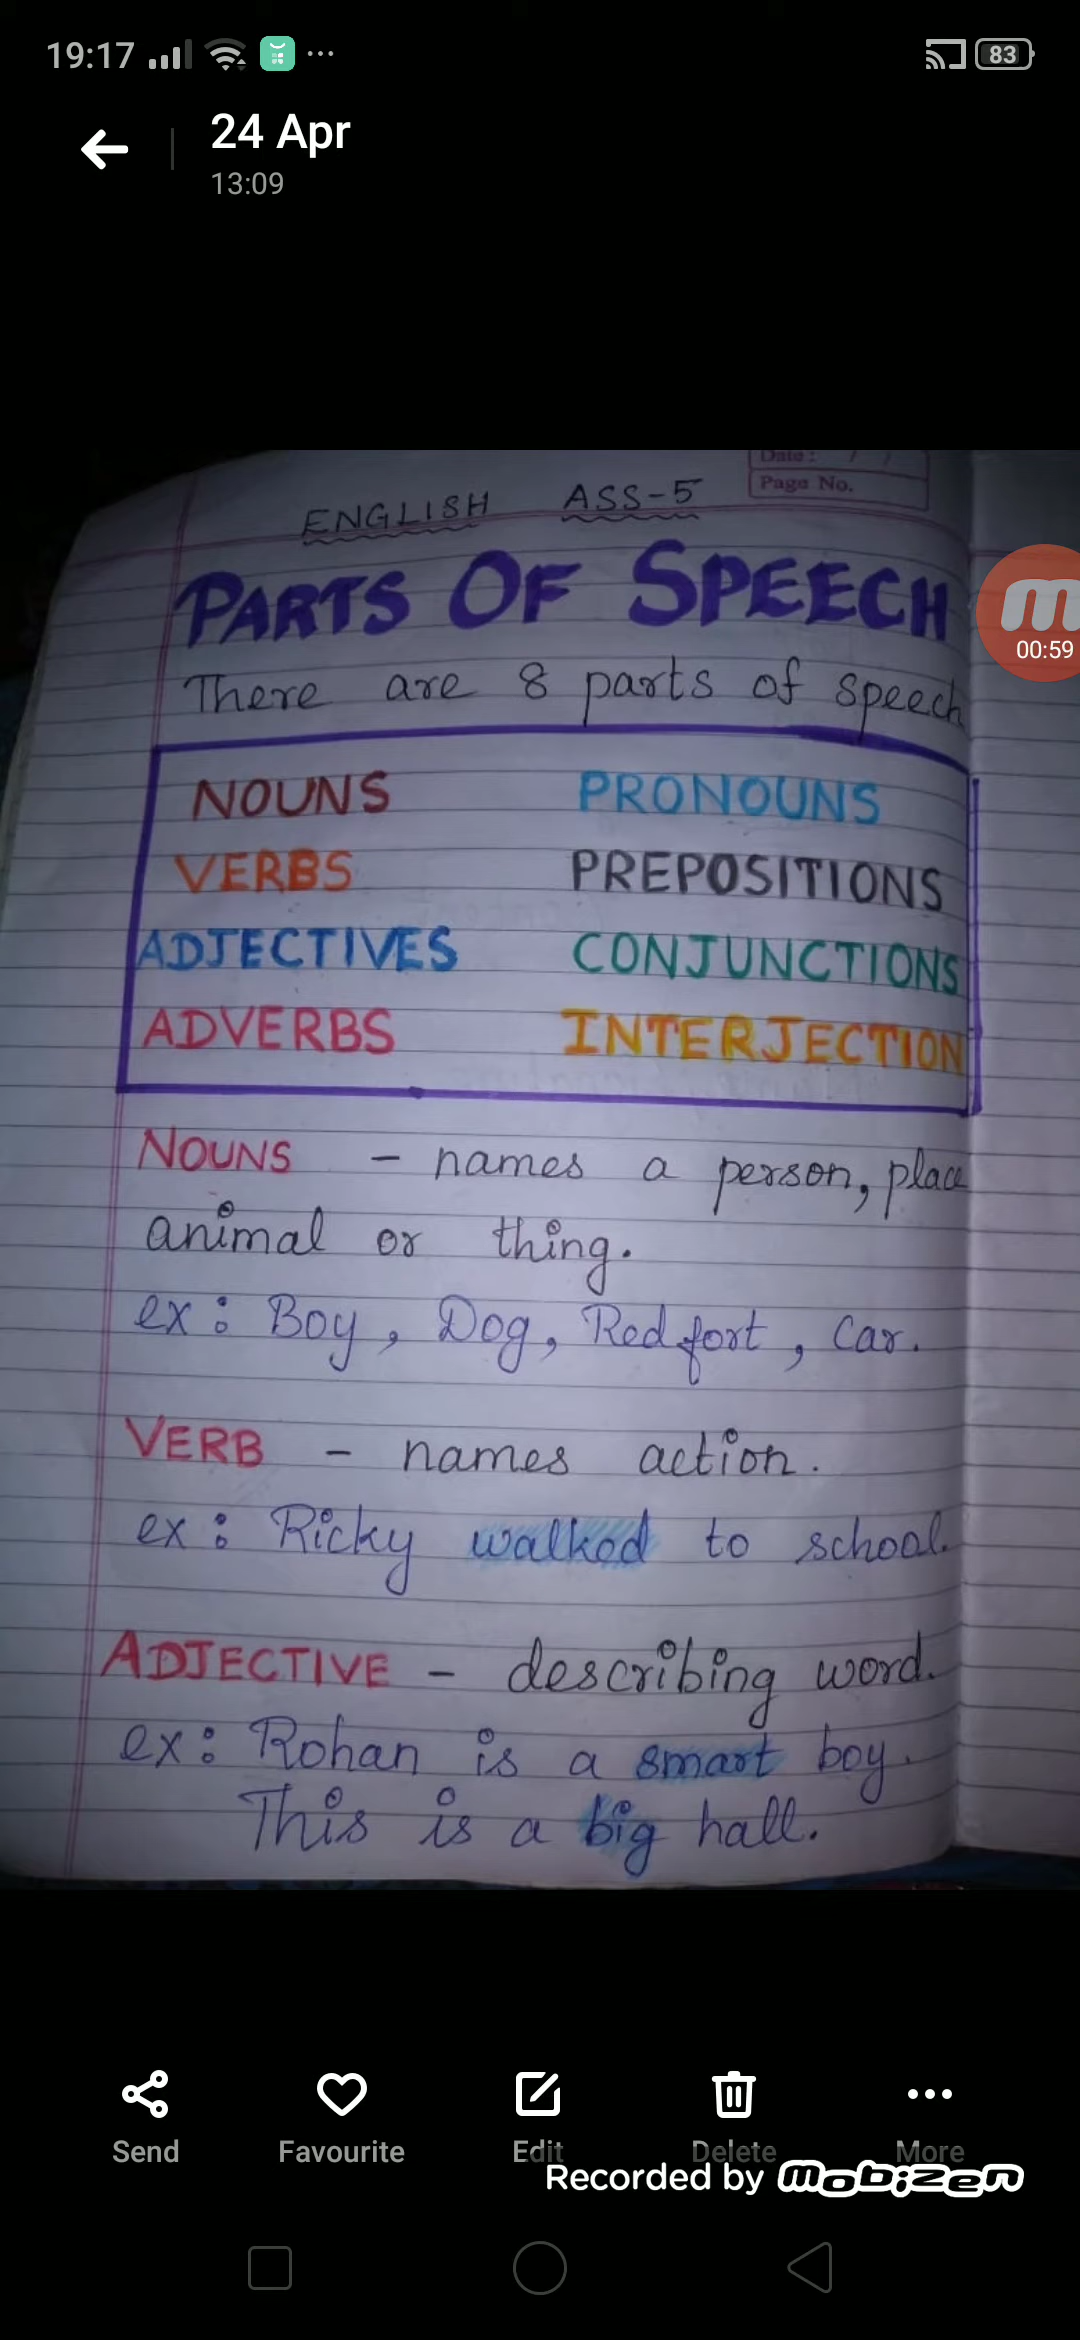 19:17
83
24 Apr
13:09
Date: / /
Page No.
ENGLISH ASS-5
PARTS OF SPEECH
There are 8 parts of speech
NOUNS PRONOUNS
VERBS PREPOSITIONS
ADJECTIVES CONJUNCTIONS
ADVERBS INTERJECTION
00:59
NOUNS - names a person, place
animal or thing.
ex: Boy, Dog, Red fort, Car.
VERB - names action.
ex: Ricky walked to school.
ADJECTIVE - describing word.
ex: Rohan is a smart boy.
This is a big hall.
Send Favourite Edit Delete More
Recorded by mobizen